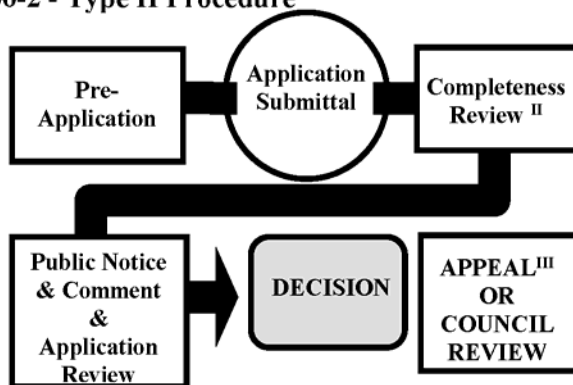 - Type II Procedure
Pre-
Application
Application
Submittal
Completeness
Review II
Public Notice
& Comment
&
Application
Review
DECISION
APPEALIII
OR
COUNCIL
REVIEW